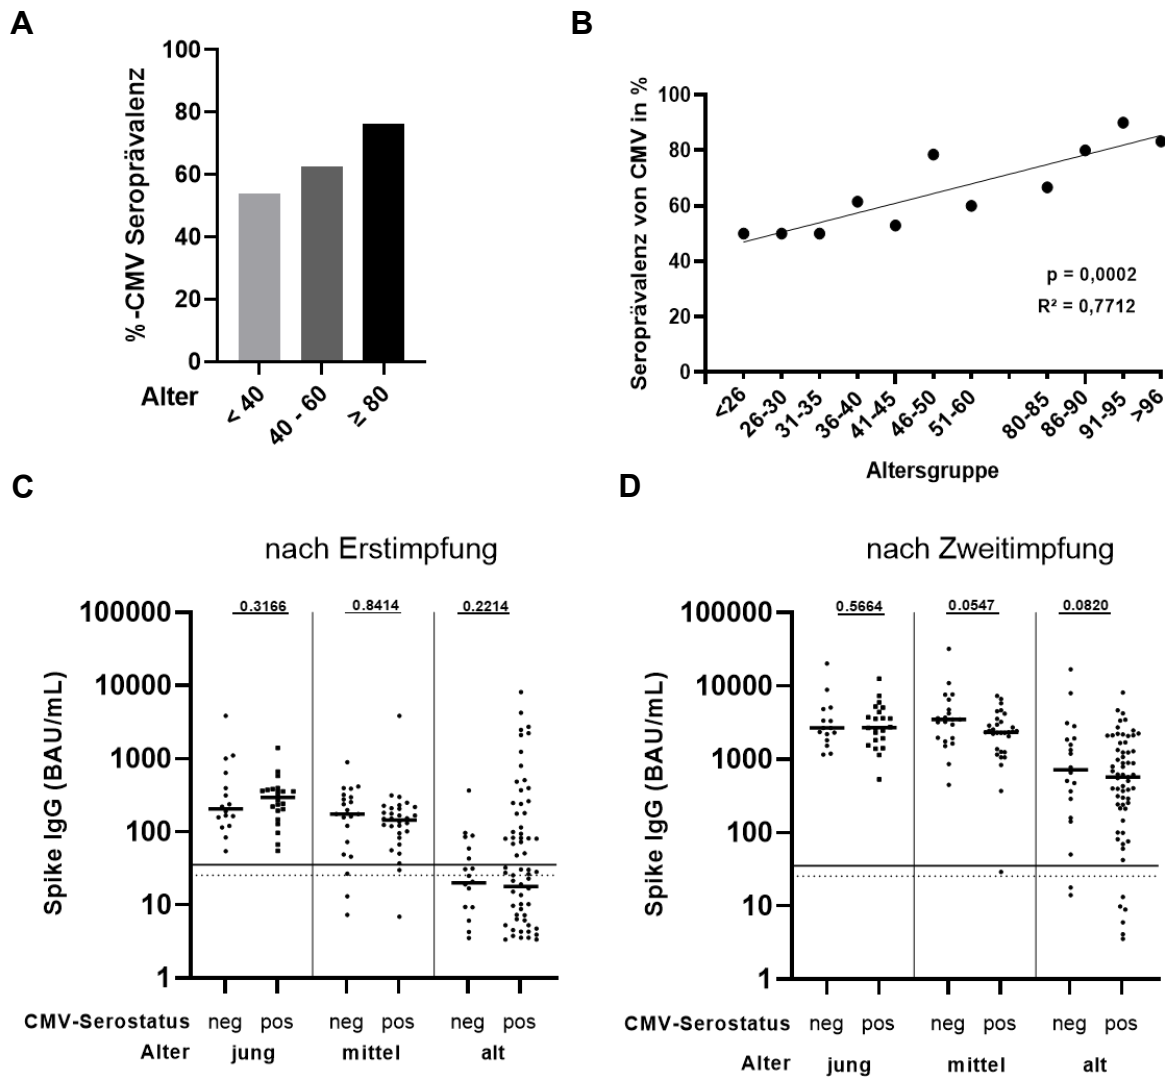 A
%-CMV Seroprävalenz
100
80
60
40
20
0
Alter
< 40
40 - 60
≥ 80
B
Seroprävalenz von CMV in %
100
80
60
40
20
0
p = 0,0002
R² = 0,7712
<26
26-30
31-35
36-40
41-45
46-50
51-60
80-85
86-90
91-95
>96
Altersgruppe
C
nach Erstimpfung
Spike IgG (BAU/mL)
100000
10000
1000
100
10
1
0.3166
0.8414
0.2214
CMV-Serostatus neg pos neg pos neg pos
Alter jung mittel alt
D
nach Zweitimpfung
Spike IgG (BAU/mL)
100000
10000
1000
100
10
1
0.5664
0.0547
0.0820
CMV-Serostatus neg pos neg pos neg pos
Alter jung mittel alt